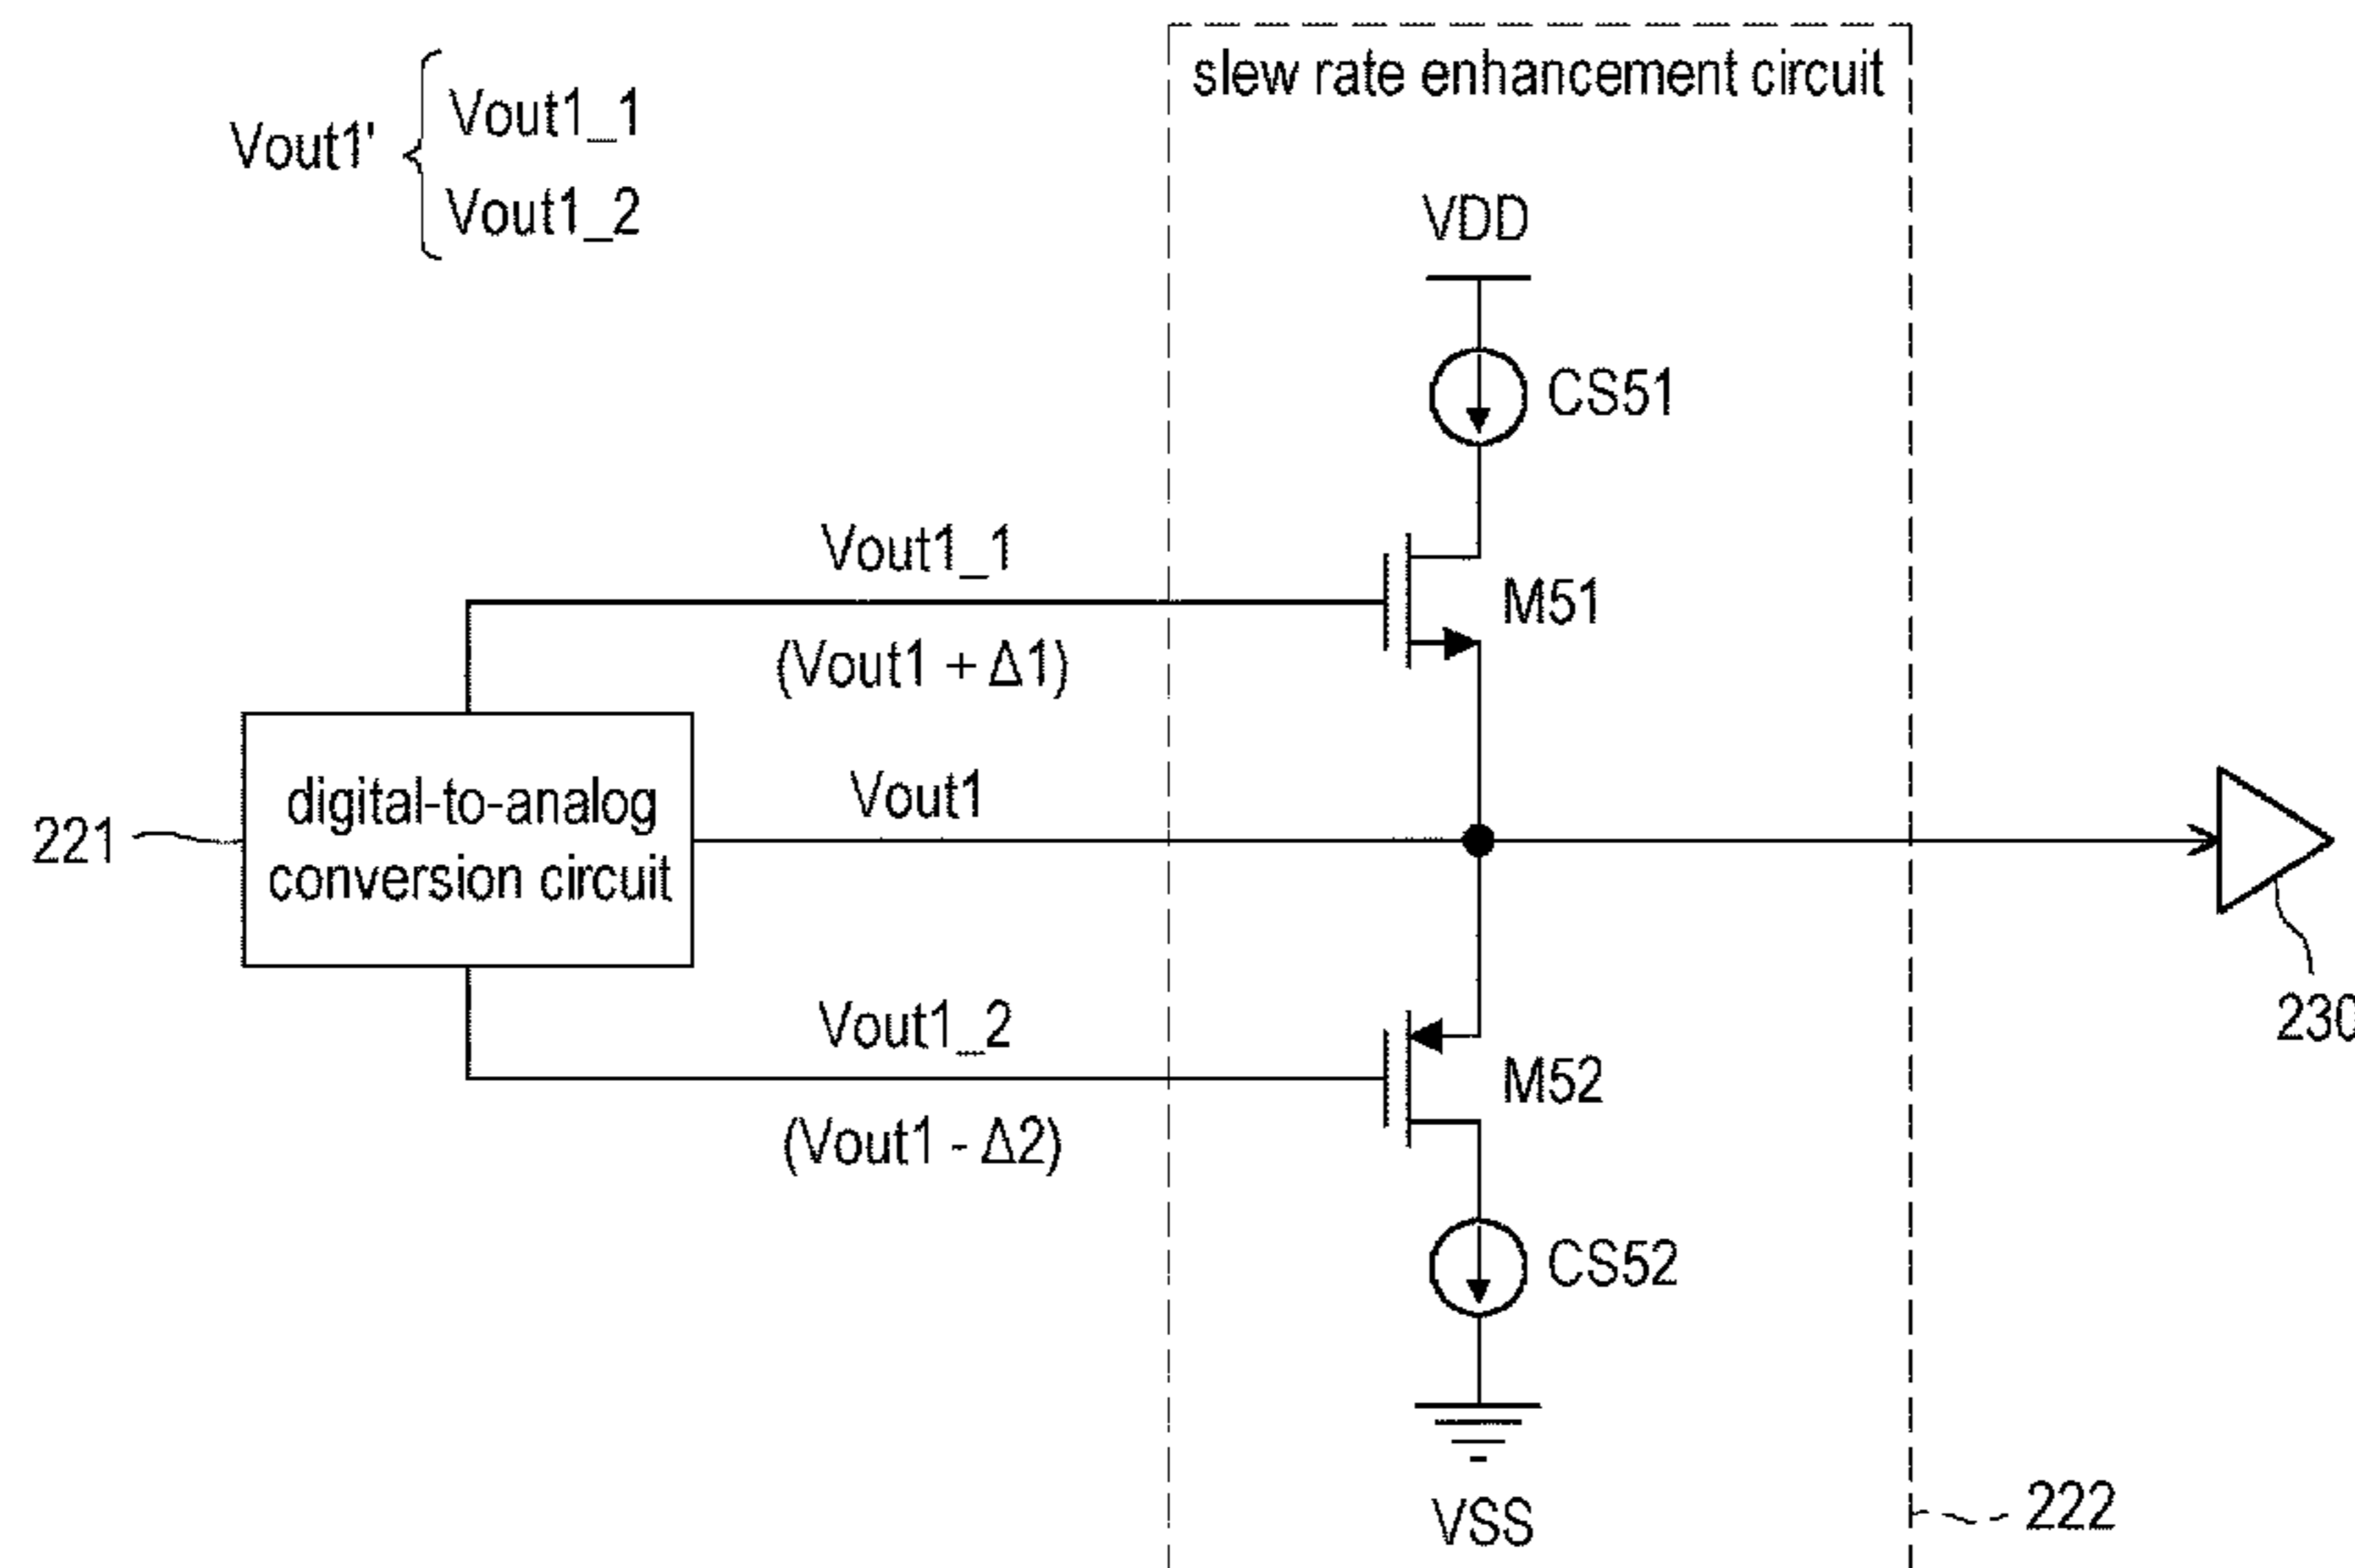 slew rate enhancement circuit
Vout1'
Vout1_1
Vout1_2
VDD
CS51
Vout1_1
(Vout1 + Δ1)
M51
221
digital-to-analog
conversion circuit
Vout1
230
Vout1_2
(Vout1 - Δ2)
M52
CS52
VSS
222